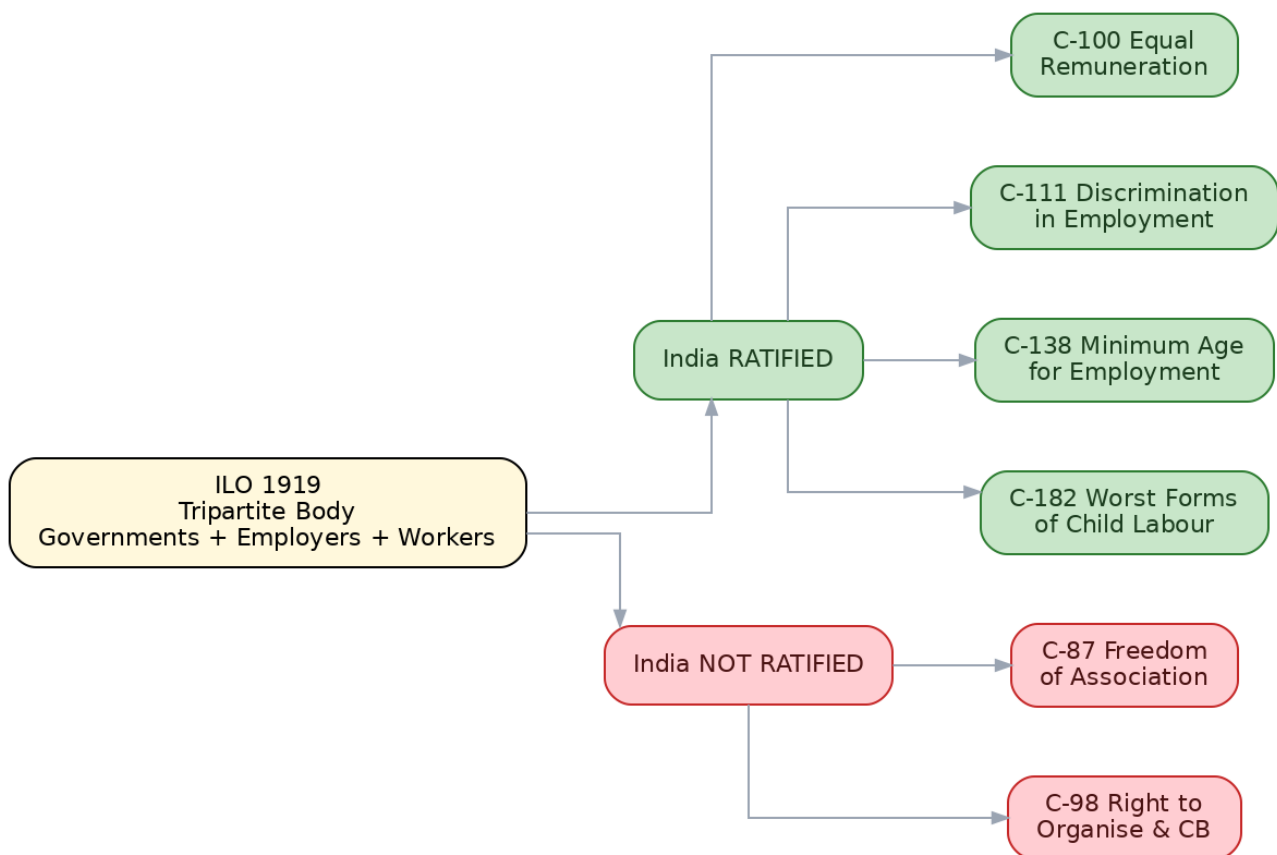 ILO 1919
Tripartite Body
Governments + Employers + Workers
India RATIFIED
C-100 Equal
Remuneration
C-111 Discrimination
in Employment
C-138 Minimum Age
for Employment
C-182 Worst Forms
of Child Labour
India NOT RATIFIED
C-87 Freedom
of Association
C-98 Right to
Organise & CB